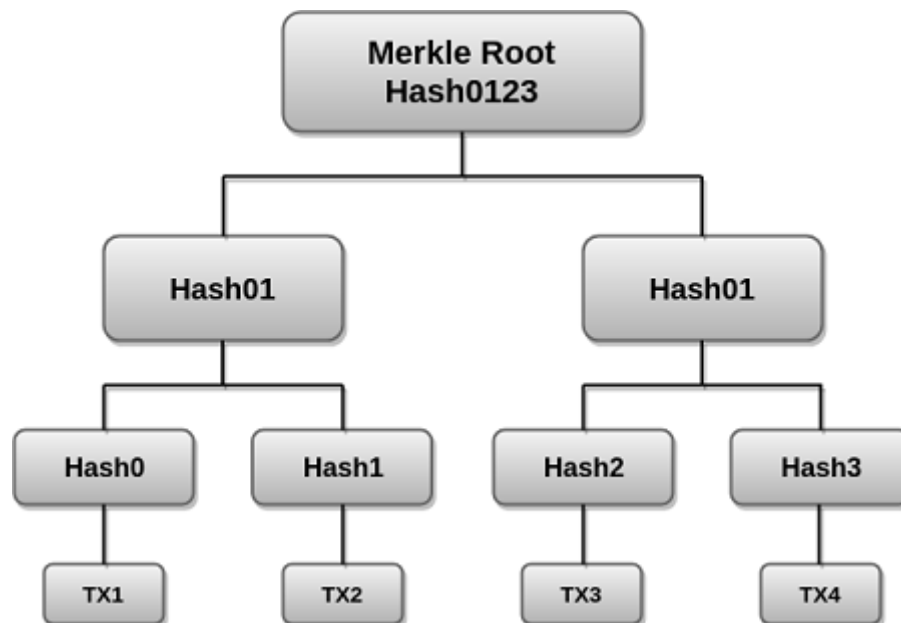 Merkle Root
Hash0123
Hash01
Hash01
Hash0
Hash1
Hash2
Hash3
TX1
TX2
TX3
TX4